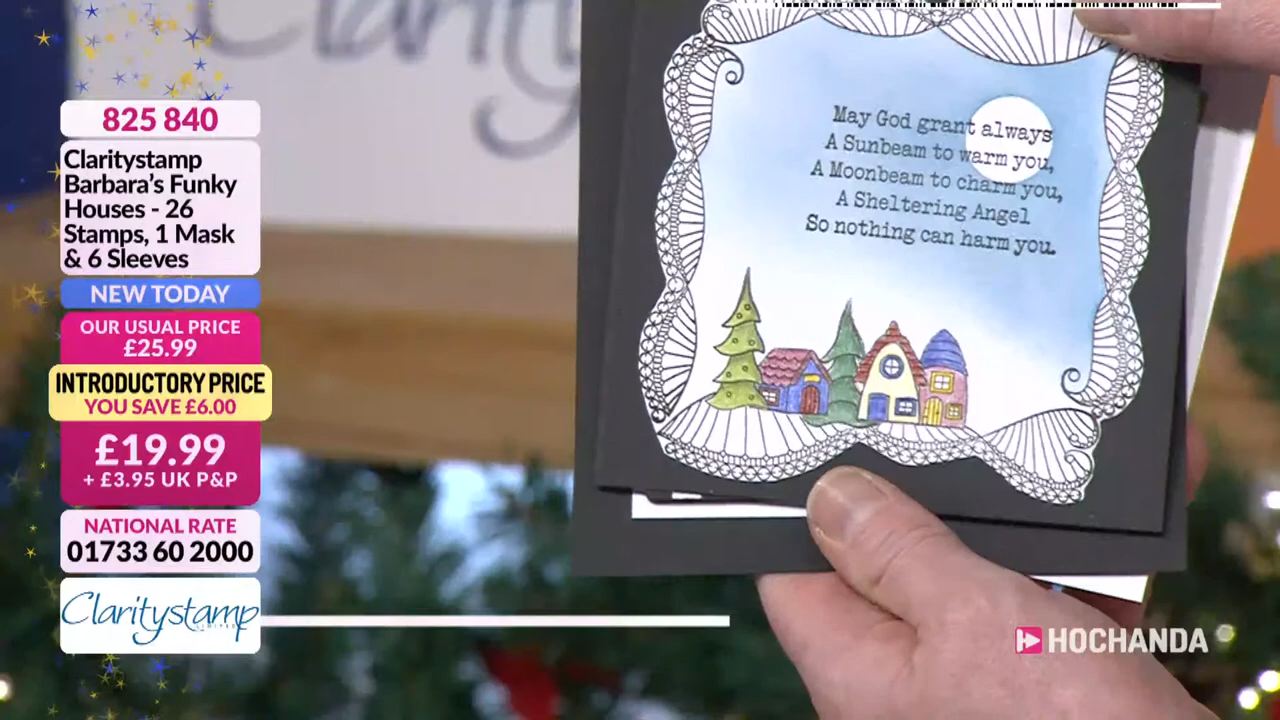 825 840
Claritystamp
Barbara's Funky
Houses - 26
Stamps, 1 Mask
& 6 Sleeves
NEW TODAY
OUR USUAL PRICE
£25.99
INTRODUCTORY PRICE
YOU SAVE £6.00
£19.99
+ £3.95 UK P&P
NATIONAL RATE
01733 60 2000
Claritystamp
LIMITED
Clarity
May God grant always
A Sunbeam to warm you,
A Moonbeam to charm you,
A Sheltering Angel
So nothing can harm you.
HOCHANDA